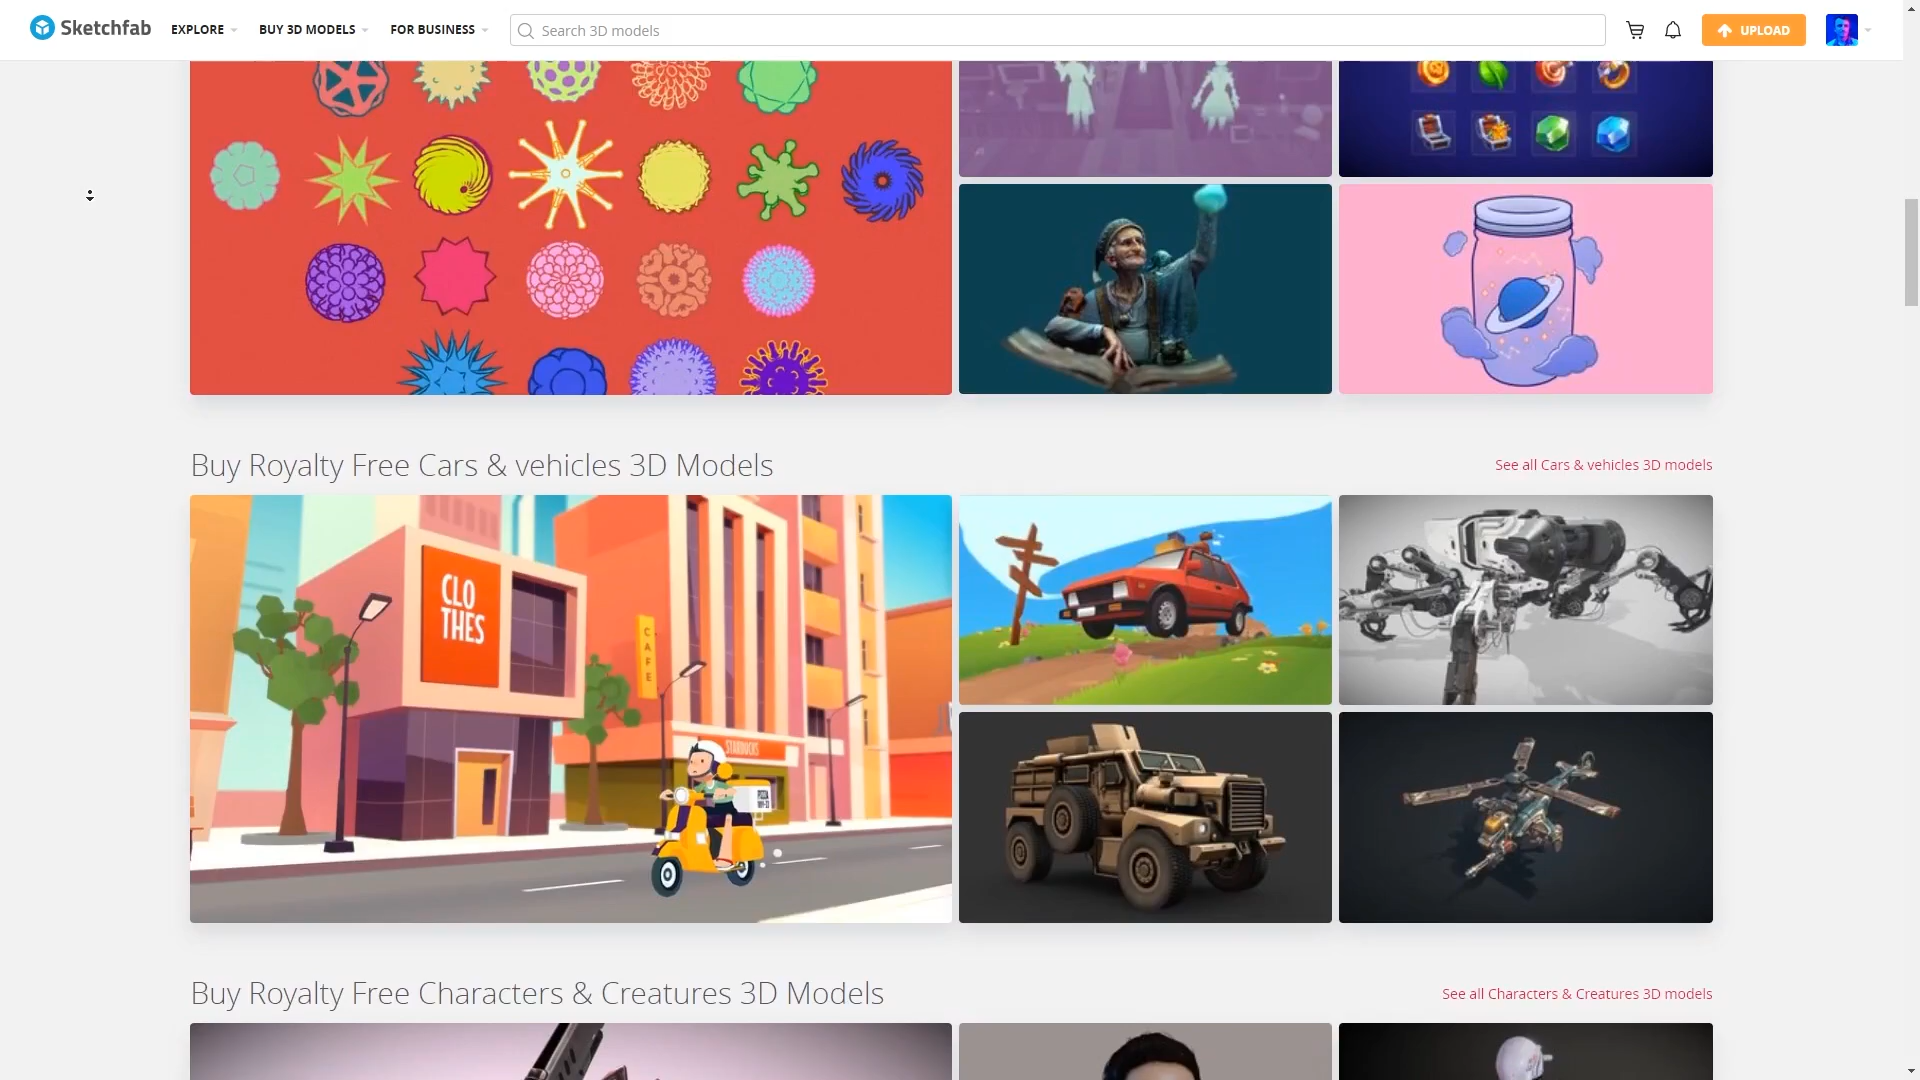 Sketchfab EXPLORE BUY 3D MODELS FOR BUSINESS Search 3D models UPLOAD
Buy Royalty Free Cars & vehicles 3D Models See all Cars & vehicles 3D models
CLO
THES
CAFE
STARBUCKS
PIZZA
Buy Royalty Free Characters & Creatures 3D Models See all Characters & Creatures 3D models